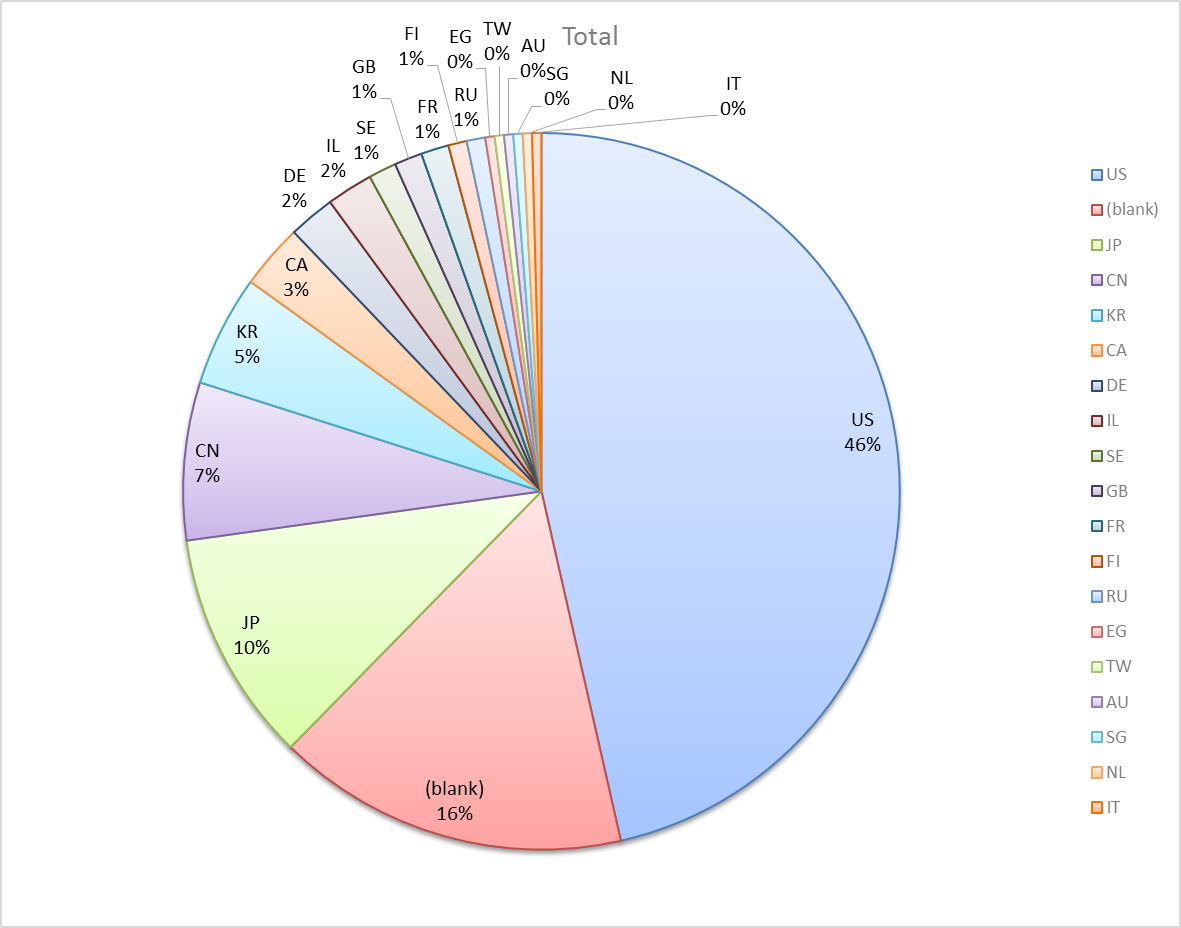 Total
US
46%
(blank)
16%
JP
10%
CN
7%
KR
5%
CA
3%
DE
2%
IL
2%
SE
1%
GB
1%
FR
1%
FI
1%
RU
1%
EG
0%
TW
0%
AU
0%
SG
0%
NL
0%
IT
0%
US
(blank)
JP
CN
KR
CA
DE
IL
SE
GB
FR
FI
RU
EG
TW
AU
SG
NL
IT